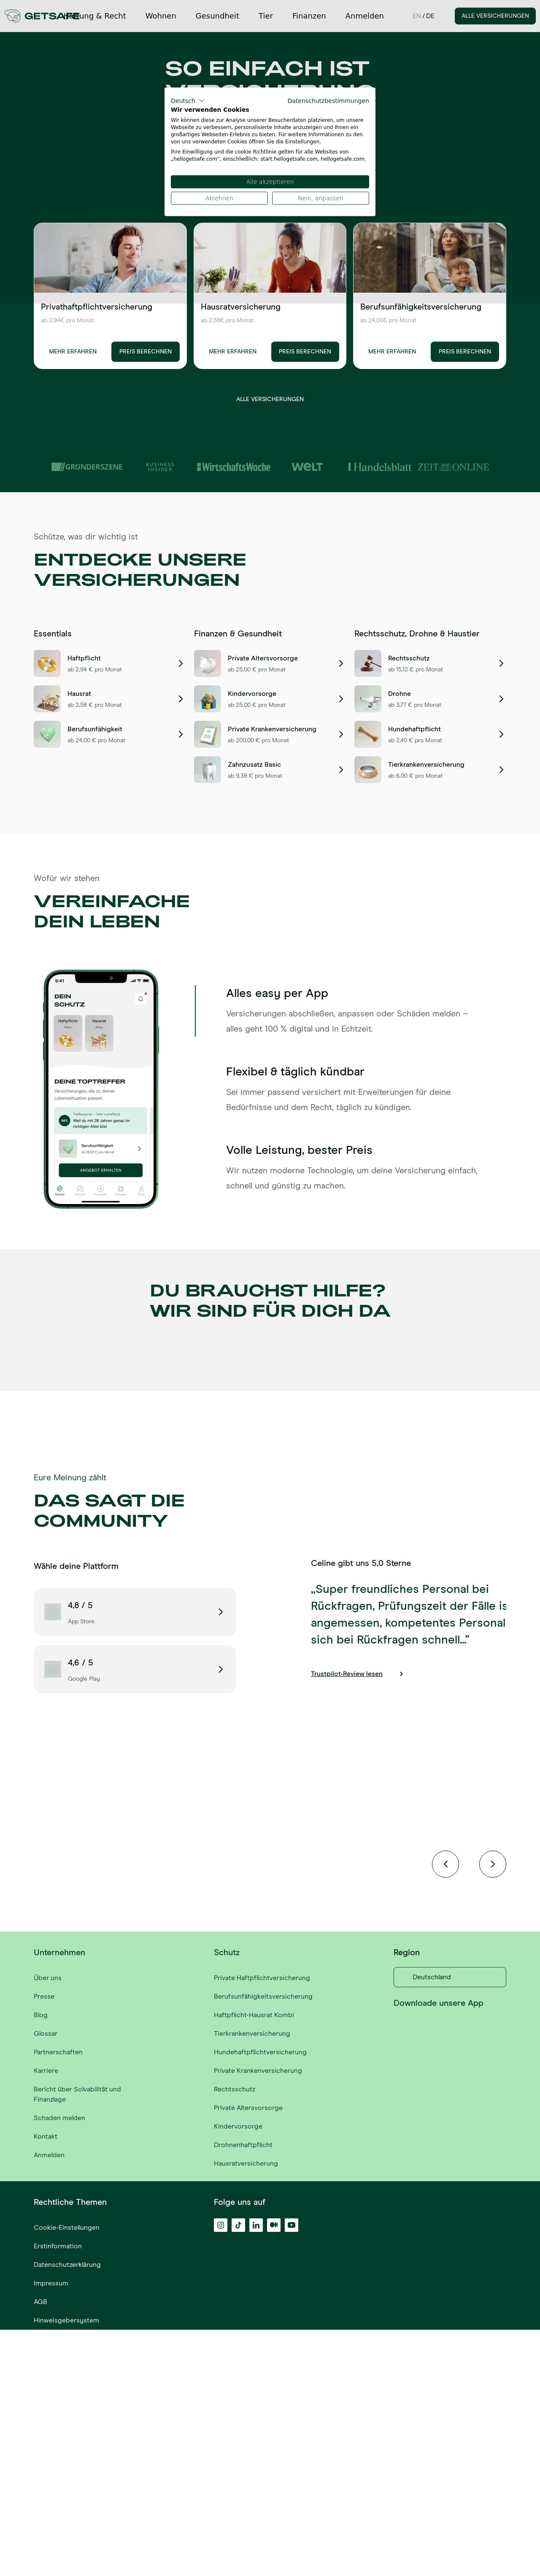 GETSAFE
Haftung & Recht
Wohnen
Gesundheit
Tier
Finanzen
Anmelden
EN / DE
ALLE VERSICHERUNGEN
SO EINFACH IST
Deutsch
Datenschutzbestimmungen
Wir verwenden Cookies
Wir können diese zur Analyse unserer Besucherdaten platzieren, um unsere
Webseite zu verbessern, personalisierte Inhalte anzuzeigen und Ihnen ein
großartiges Webseiten-Erlebnis zu bieten. Für weitere Informationen zu den
von uns verwendeten Cookies öffnen Sie die Einstellungen.
Ihre Einwilligung und die cookie Richtlinie gelten für alle Websites von
„hellogetsafe.com“, einschließlich: start.hellogetsafe.com, hellogetsafe.com.
Alle akzeptieren
Ablehnen
Nein, anpassen
Privathaftpflichtversicherung
ab 2,94€ pro Monat
MEHR ERFAHREN
PREIS BERECHNEN
Hausratversicherung
ab 2,58€ pro Monat
MEHR ERFAHREN
PREIS BERECHNEN
Berufsunfähigkeitsversicherung
ab 24,00€ pro Monat
MEHR ERFAHREN
PREIS BERECHNEN
ALLE VERSICHERUNGEN
GRÜNDERSZENE
BUSINESS
INSIDER
WirtschaftsWoche
WELT
Handelsblatt
ZEIT ONLINE
Schütze, was dir wichtig ist
ENTDECKE UNSERE
VERSICHERUNGEN
Essentials
Haftpflicht
ab 2,94 € pro Monat
Hausrat
ab 2,58 € pro Monat
Berufsunfähigkeit
ab 24,00 € pro Monat
Finanzen & Gesundheit
Private Altersvorsorge
ab 25,00 € pro Monat
Kindervorsorge
ab 25,00 € pro Monat
Private Krankenversicherung
ab 200,00 € pro Monat
Zahnzusatz Basic
ab 9,38 € pro Monat
Rechtsschutz, Drohne & Haustier
Rechtsschutz
ab 15,12 € pro Monat
Drohne
ab 3,77 € pro Monat
Hundehaftpflicht
ab 2,40 € pro Monat
Tierkrankenversicherung
ab 6,00 € pro Monat
Wofür wir stehen
VEREINFACHE
DEIN LEBEN
9:41
DEIN
SCHUTZ
Haftpflicht
Hausrat
DEINE TOPTREFFER
Versicherungen, die zu deiner
Lebenssituation passen.
Weil du mit 26 Jahren genau im
richtigen Alter bist
Berufsunfähigkeit
ANGEBOT ERHALTEN
Alles easy per App
Versicherungen abschließen, anpassen oder Schäden melden –
alles geht 100 % digital und in Echtzeit.
Flexibel & täglich kündbar
Sei immer passend versichert mit Erweiterungen für deine
Bedürfnisse und dem Recht, täglich zu kündigen.
Volle Leistung, bester Preis
Wir nutzen moderne Technologie, um deine Versicherung einfach,
schnell und günstig zu machen.
DU BRAUCHST HILFE?
WIR SIND FÜR DICH DA
Eure Meinung zählt
DAS SAGT DIE
COMMUNITY
Wähle deine Plattform
4,8 / 5
App Store
4,6 / 5
Google Play
Celine gibt uns 5,0 Sterne
„Super freundliches Personal bei
Rückfragen, Prüfungszeit der Fälle is
angemessen, kompetentes Personal
sich bei Rückfragen schnell..."
Trustpilot-Review lesen
Unternehmen
Über uns
Presse
Blog
Glossar
Partnerschaften
Karriere
Bericht über Solvabilität und
Finanzlage
Schaden melden
Kontakt
Anmelden
Schutz
Private Haftpflichtversicherung
Berufsunfähigkeitsversicherung
Haftpflicht-Hausrat Kombi
Tierkrankenversicherung
Hundehaftpflichtversicherung
Private Krankenversicherung
Rechtsschutz
Private Altersvorsorge
Kindervorsorge
Drohnenhaftpflicht
Hausratversicherung
Region
Deutschland
Downloade unsere App
Rechtliche Themen
Cookie-Einstellungen
Erstinformation
Datenschutzerklärung
Impressum
AGB
Hinweisgebersystem
Folge uns auf